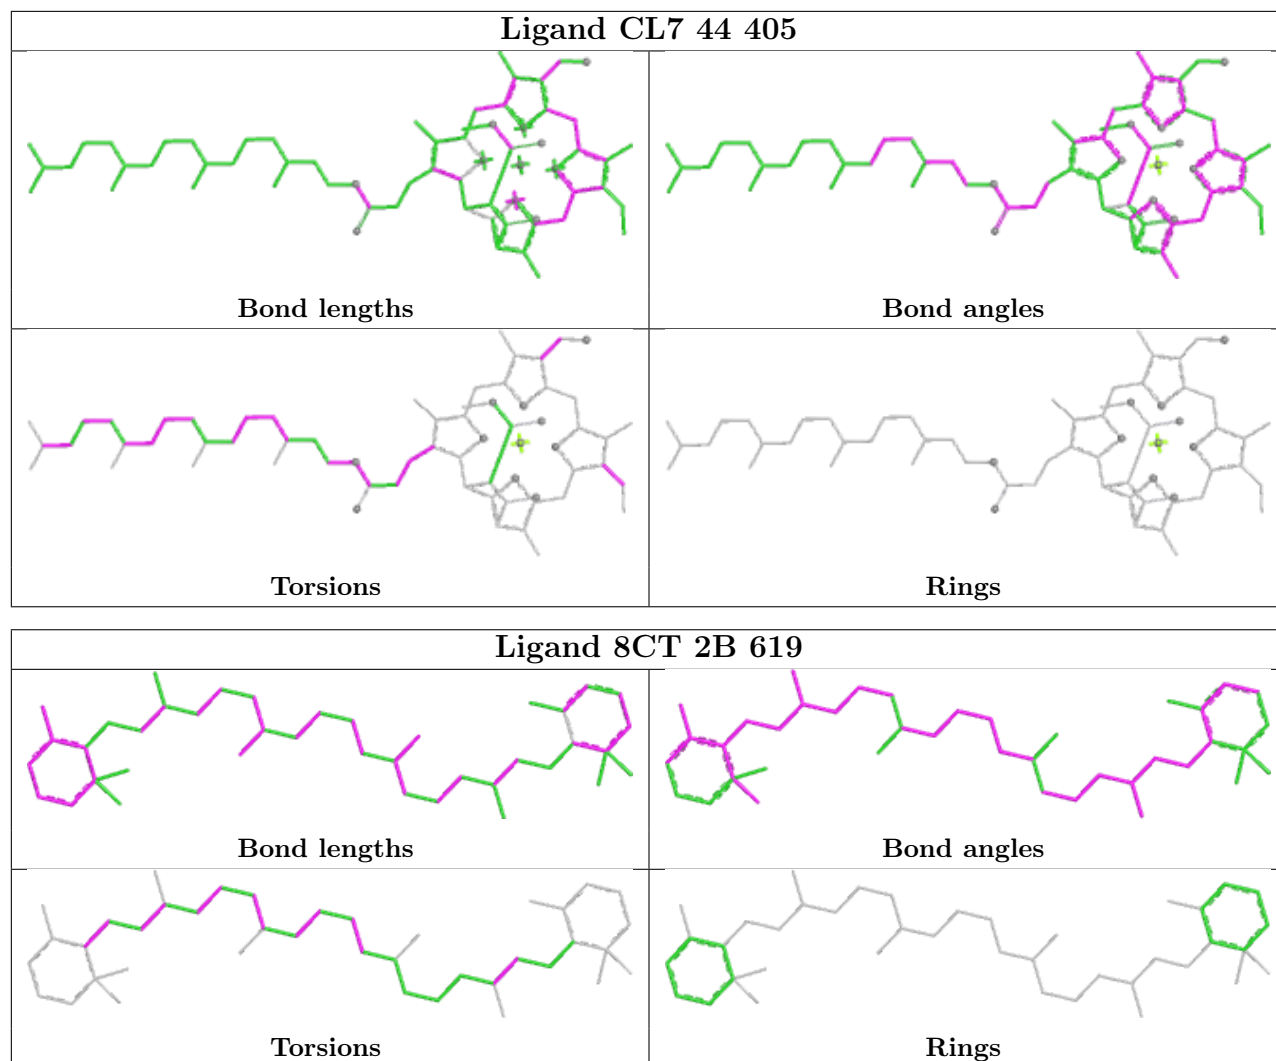 Ligand CL7 44 405
Bond lengths
Bond angles
Torsions
Rings
Ligand 8CT 2B 619
Bond lengths
Bond angles
Torsions
Rings